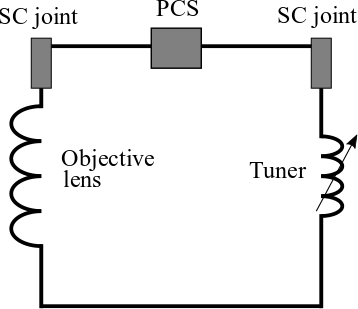 SC joint
PCS
SC joint
Objective
lens
Tuner